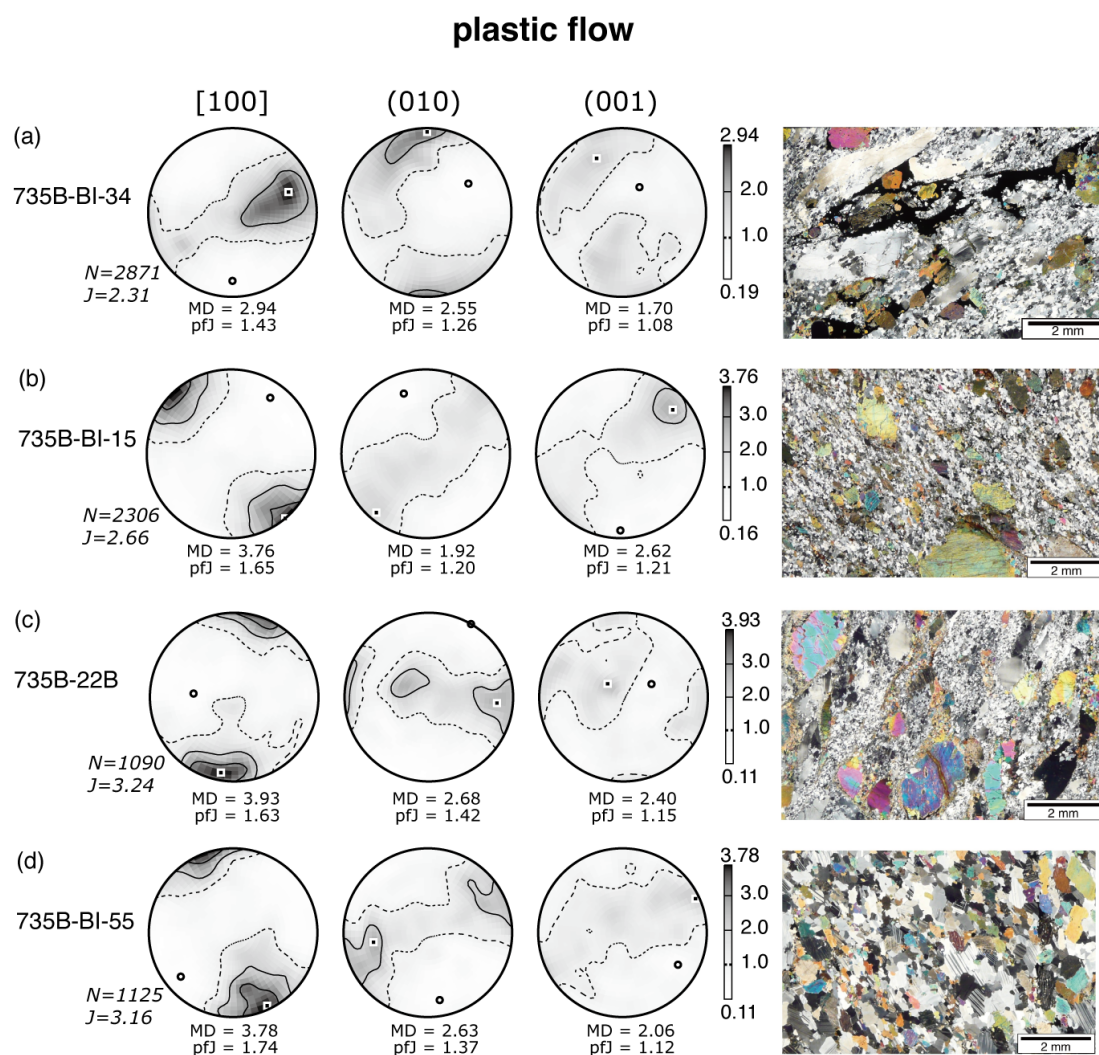 plastic flow
[100] (010) (001)
(a)
735B-BI-34
N=2871
J=2.31
MD = 2.94
pfJ = 1.43
MD = 2.55
pfJ = 1.26
MD = 1.70
pfJ = 1.08
2.94
2.0
1.0
0.19
2 mm
(b)
735B-BI-15
N=2306
J=2.66
MD = 3.76
pfJ = 1.65
MD = 1.92
pfJ = 1.20
MD = 2.62
pfJ = 1.21
3.76
3.0
2.0
1.0
0.16
2 mm
(c)
735B-22B
N=1090
J=3.24
MD = 3.93
pfJ = 1.63
MD = 2.68
pfJ = 1.42
MD = 2.40
pfJ = 1.15
3.93
3.0
2.0
1.0
0.11
2 mm
(d)
735B-BI-55
N=1125
J=3.16
MD = 3.78
pfJ = 1.74
MD = 2.63
pfJ = 1.37
MD = 2.06
pfJ = 1.12
3.78
3.0
2.0
1.0
0.11
2 mm